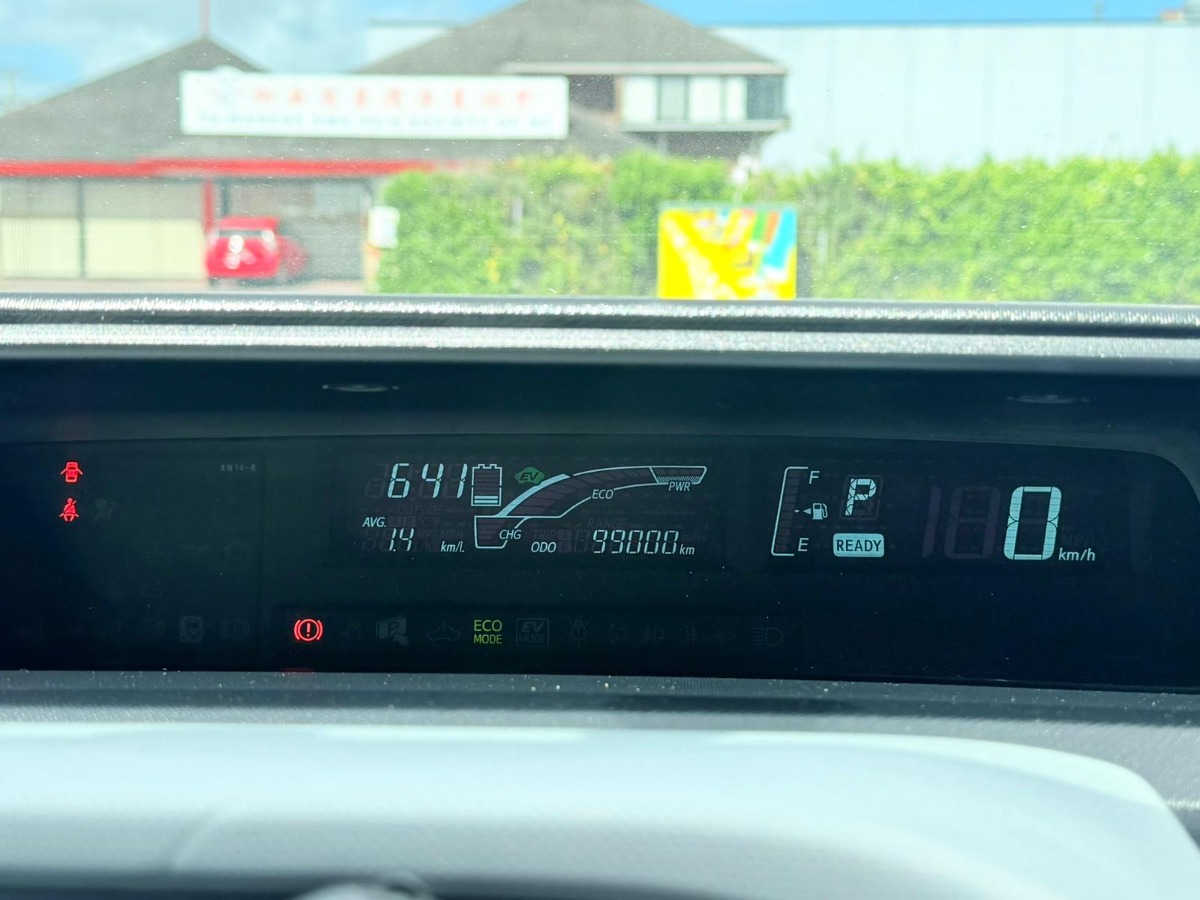 641
EV
ECO
PWR
CHG
AVG.
1.4 km/L
ODO 99000 km
F
E
P
READY
0 km/h
ECO
MODE
EV
MODE